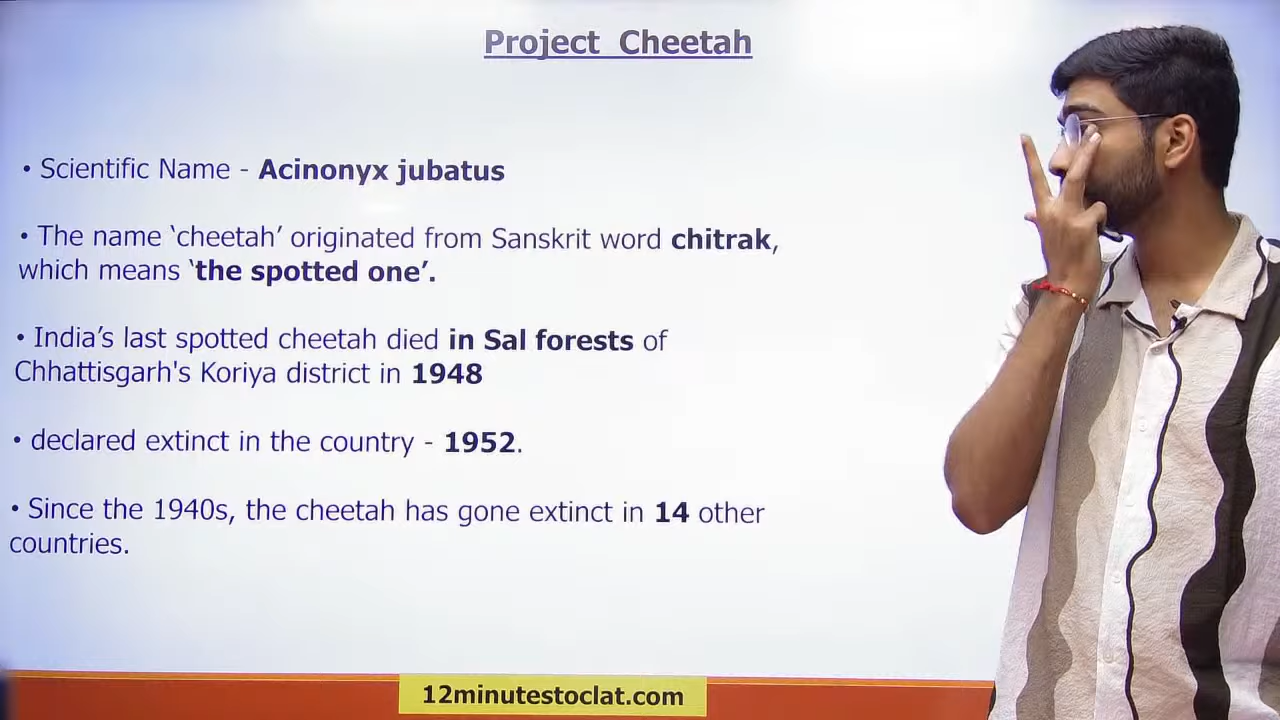 Project Cheetah
• Scientific Name - Acinonyx jubatus
• The name ‘cheetah’ originated from Sanskrit word chitrak,
which means ‘the spotted one’.
• India’s last spotted cheetah died in Sal forests of
Chhattisgarh's Koriya district in 1948
• declared extinct in the country - 1952.
• Since the 1940s, the cheetah has gone extinct in 14 other
countries.
12minutestoclat.com